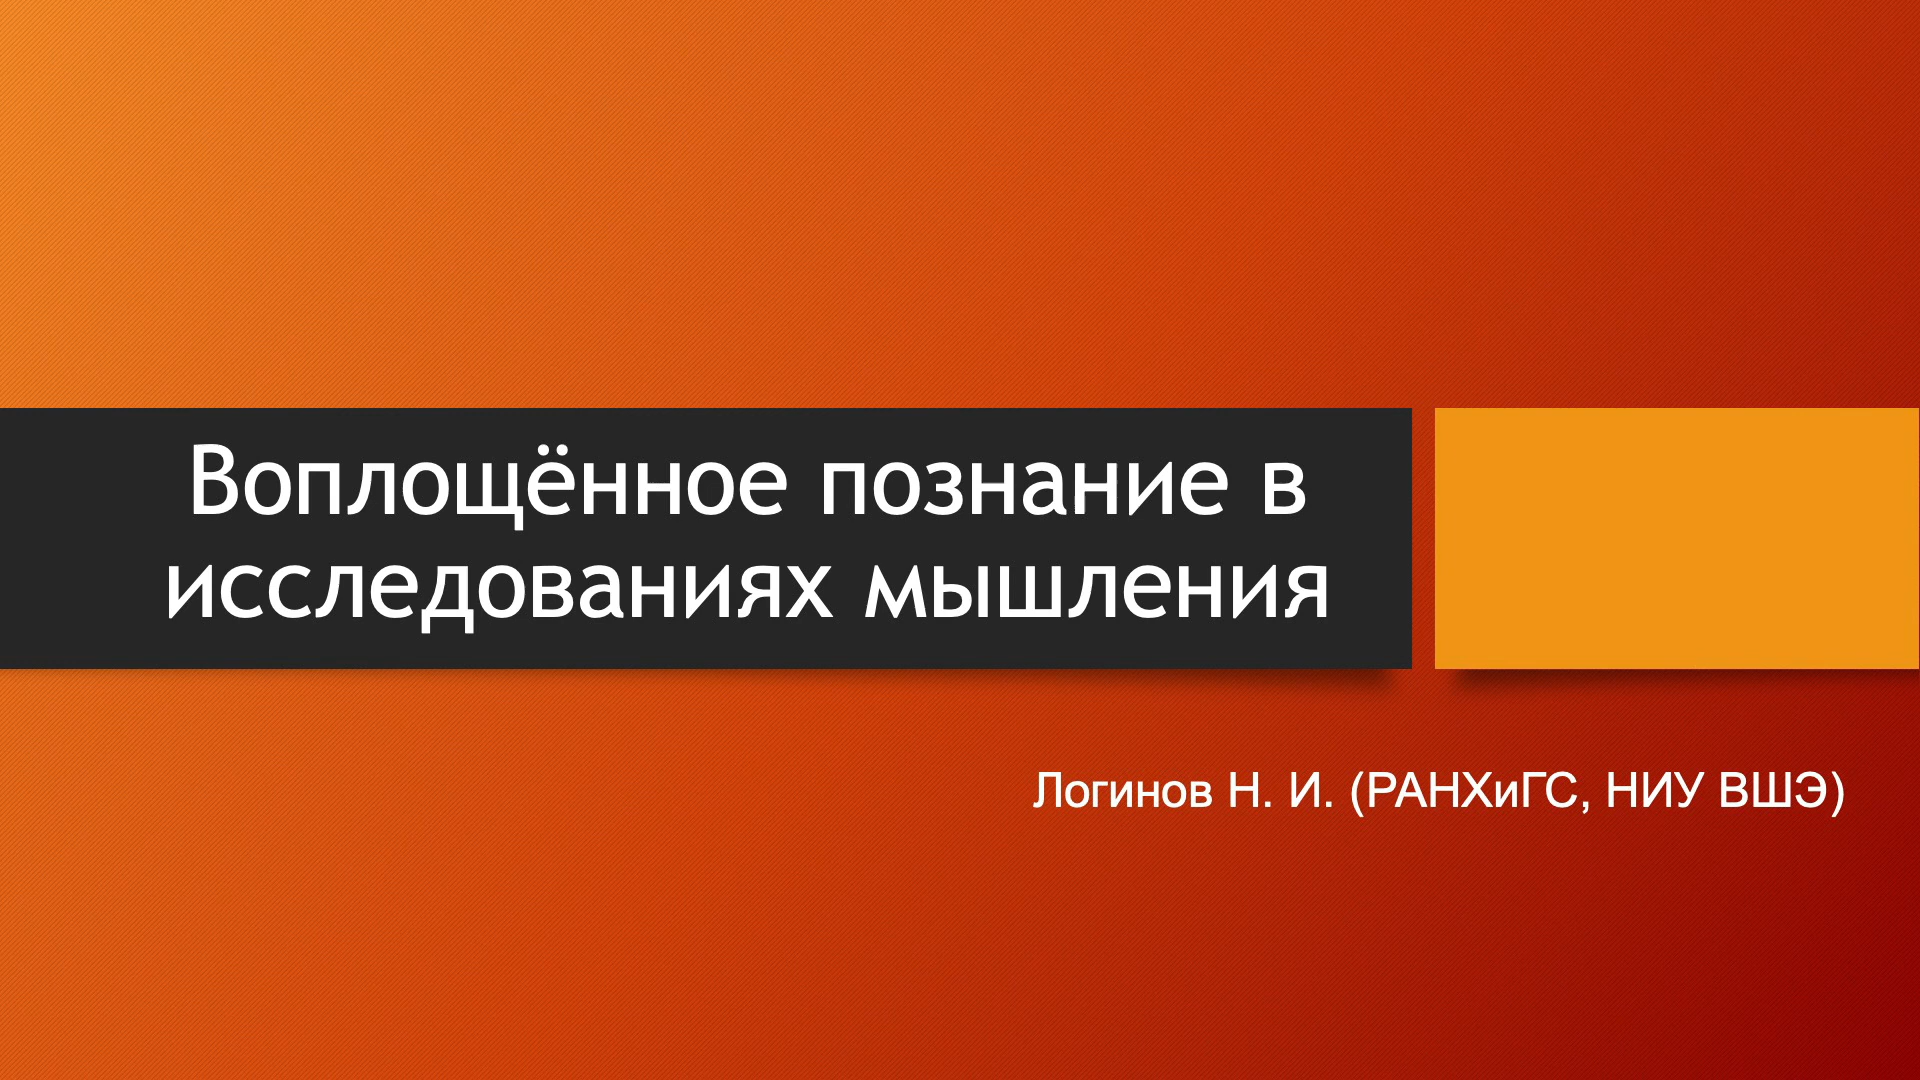 Воплощённое познание в
исследованиях мышления
Логинов Н. И. (РАНХиГС, НИУ ВШЭ)